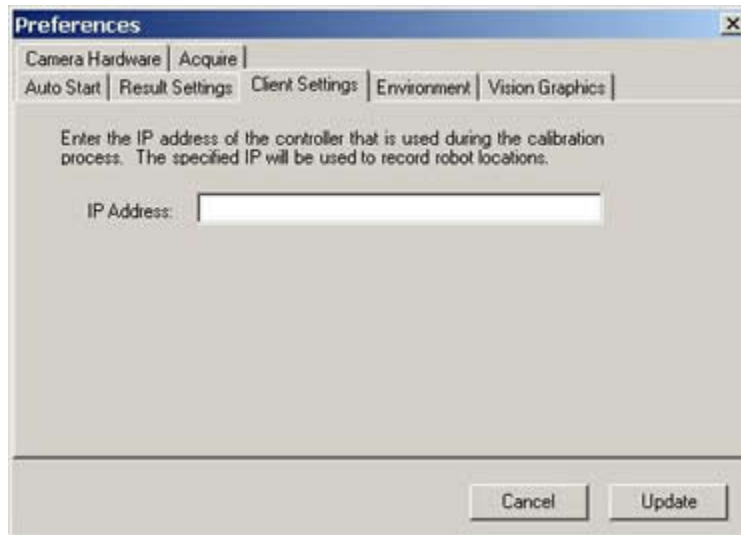 Preferences
Camera Hardware Acquire
Auto Start Result Settings Client Settings Environment Vision Graphics
Enter the IP address of the controller that is used during the calibration
process. The specified IP will be used to record robot locations.
IP Address:
Cancel Update